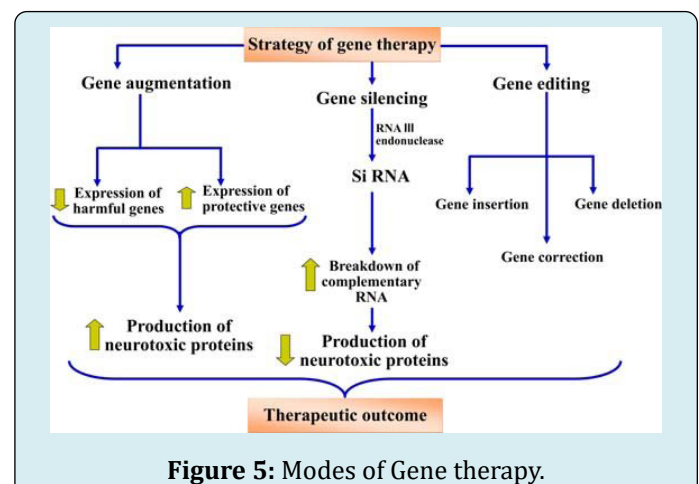 Strategy of gene therapy
Gene augmentation
Gene silencing
Gene editing
RNA III
endonuclease
Si RNA
Expression of
harmful genes
Expression of
protective genes
Gene insertion
Gene deletion
Gene correction
Breakdown of
complementary
RNA
Production of
neurotoxic proteins
Production of
neurotoxic proteins
Therapeutic outcome
Figure 5: Modes of Gene therapy.